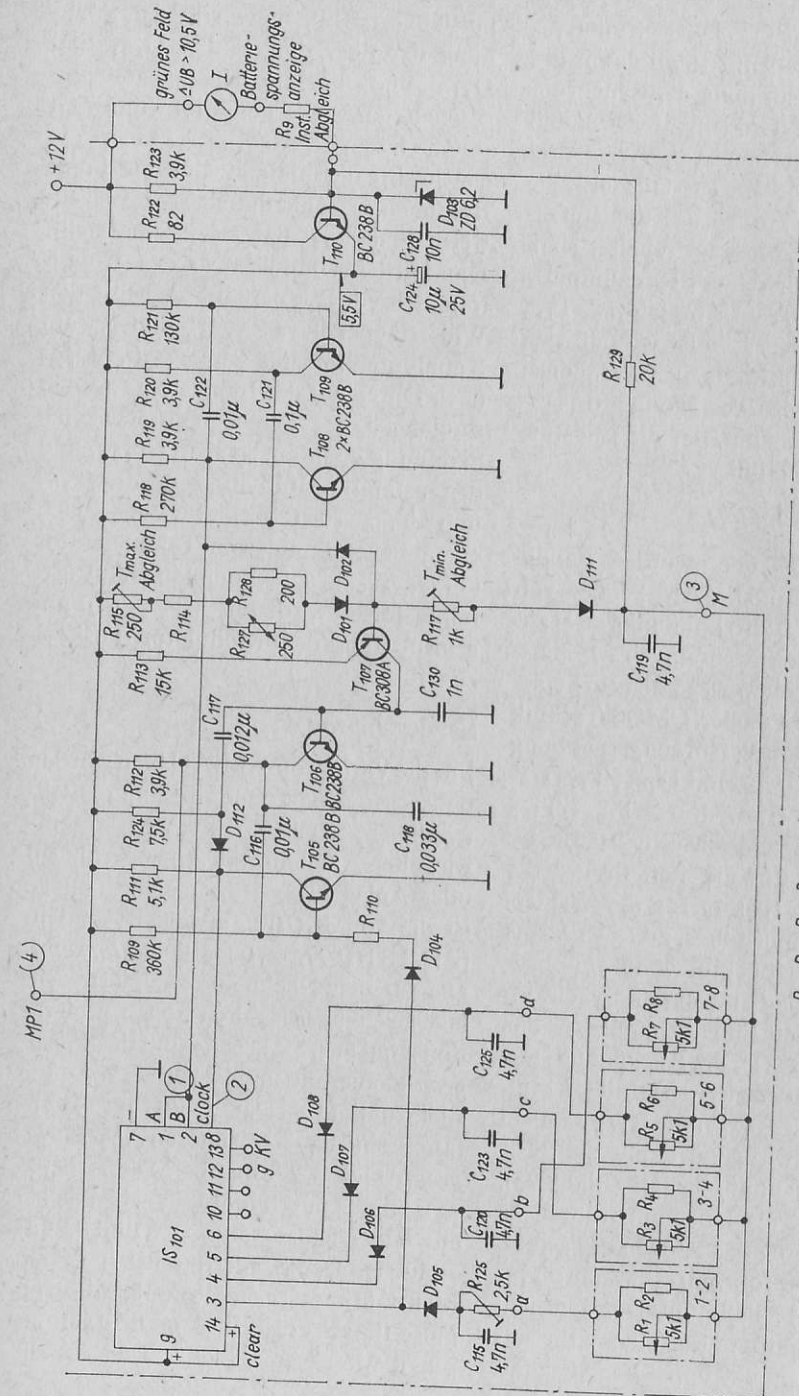 MP1
4
+12V
grünes Feld
≙ UB > 10,5V
I
Batterie-
spannungs-
anzeige
R9
Inst.
Abgleich
R109
360k
R111
5,1k
R124
7,5k
R112
3,9k
R113
15k
R115
250
Tmax.
Abgleich
R114
R118
270k
R119
3,9k
R120
3,9k
R121
130k
R122
82
R123
3,9k
C117
0,012µ
R127
250
R128
200
C122
0,01µ
C121
0,1µ
5,5V
D112
C116
0,01µ
T105
BC238B
T106
BC238B
D101
D102
T107
BC308A
T108
T109
2×BC238B
T110
BC238B
C124
10µ
25V
+
C128
10n
D103
ZD 6,2
R110
D104
C118
0,033µ
C130
1n
R117
1k
Tmin.
Abgleich
D111
R129
20k
C119
4,7n
3
M
IS101
7 −
1 A
B
1
2 clock
8
2
14 3 4 5 6 10 11 12 13
9
+
+
clear
9 KV
D105
D106
D107
D108
C115
4,7n
R125
2,5k
a
C120
4,7n
b
C123
4,7n
c
C125
4,7n
d
R1
R2
5k1
1-2
R3
R4
5k1
3-4
R5
R6
5k1
5-6
R7
R8
5k1
7-8